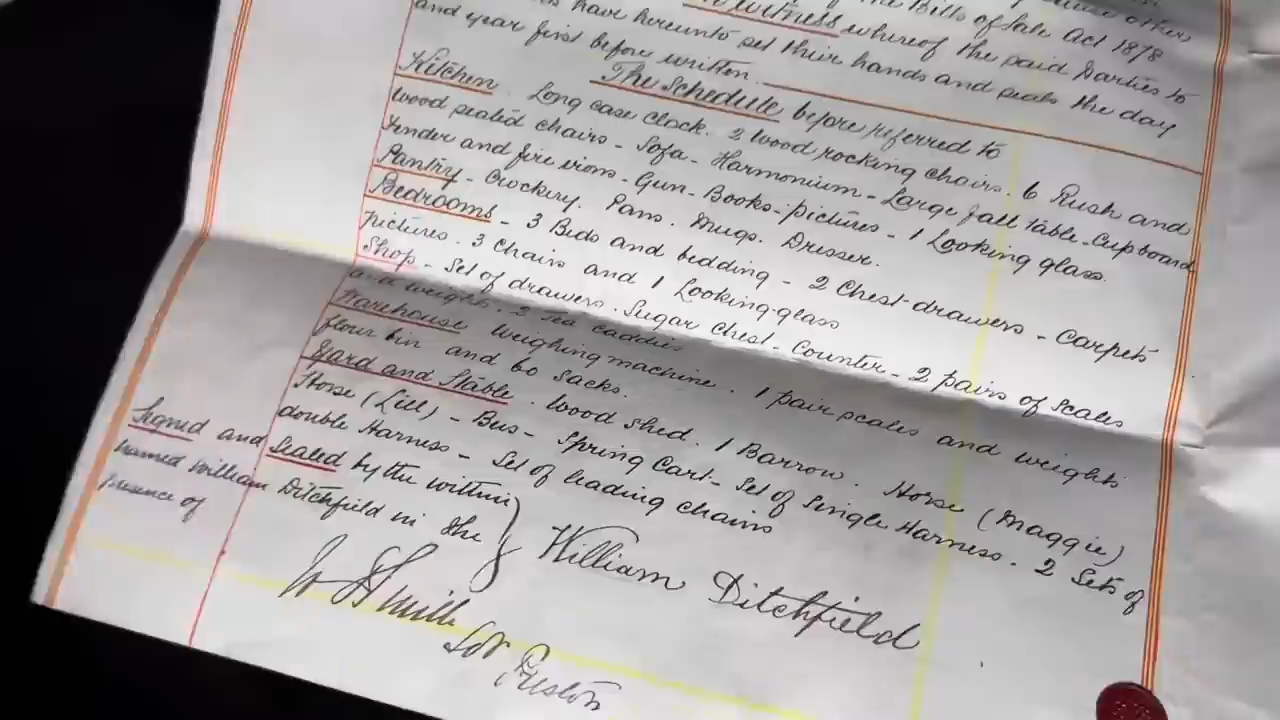 the Bills of Sale Act 1878
In Witness whereof the said Parties to
have hereunto set their hands and seals the day
and year first before written.
The Schedule before referred to
Kitchen. Long case clock. 2 wood rocking chairs. 6 Rush and
wood seated chairs - Sofa - Harmonium - Large fall table - Cupboard
Fender and fire irons - Gun - Books - pictures - 1 Looking glass
Pantry - Crockery. Pans. Mugs. Dresser.
Bedrooms - 3 Beds and bedding - 2 Chest-drawers - Carpets
pictures. 3 Chairs and 1 Looking-glass
Shop - Set of drawers. Sugar Chest - Counter - 2 pairs of Scales
and weights. 2 Tea caddies
Warehouse weighing machine. 1 pair scales and weights
flour bin and 60 sacks.
Yard and Stable. Wood shed. 1 Barrow. Horse (Maggie)
Horse (Lill) - Bus - Spring Cart - Set of Single Harness. 2 Sets of
double Harness - Set of leading chains
Signed and Sealed by the within
named William Ditchfield in the
presence of
William Ditchfield
Solr
Preston